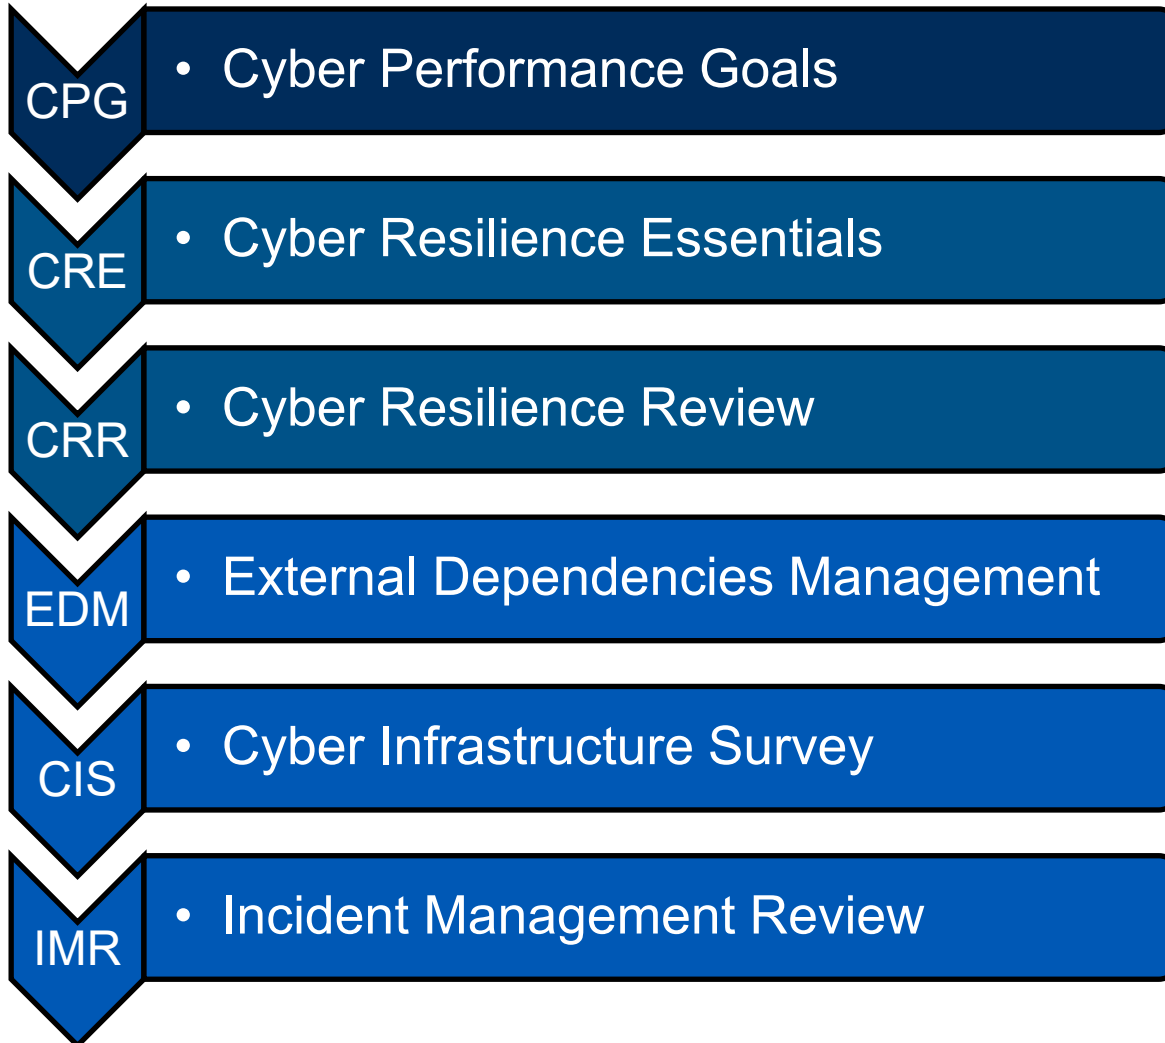 CPG
• Cyber Performance Goals
CRE
• Cyber Resilience Essentials
CRR
• Cyber Resilience Review
EDM
• External Dependencies Management
CIS
• Cyber Infrastructure Survey
IMR
• Incident Management Review